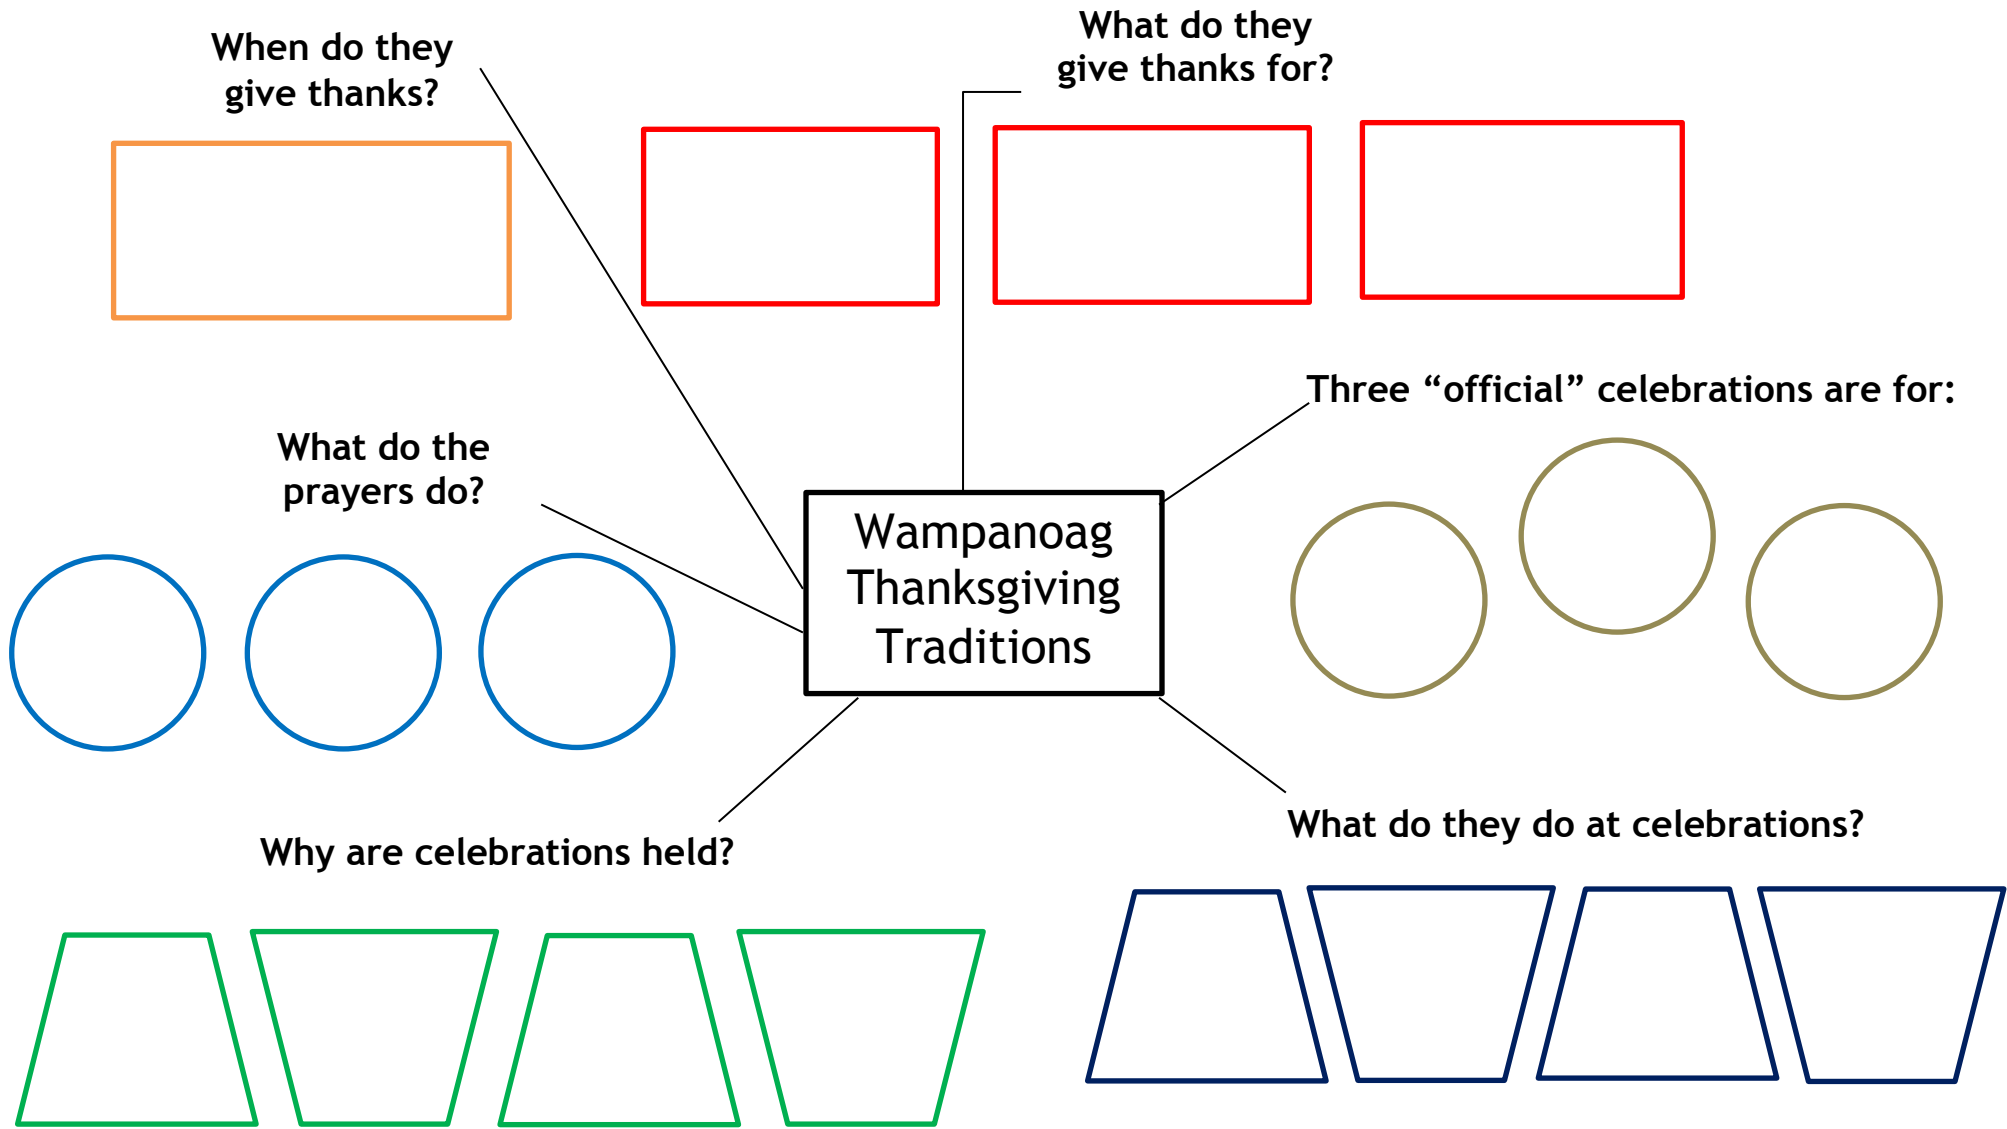 When do they
give thanks?
What do they
give thanks for?
Three “official” celebrations are for:
What do the
prayers do?
Wampanoag
Thanksgiving
Traditions
Why are celebrations held?
What do they do at celebrations?